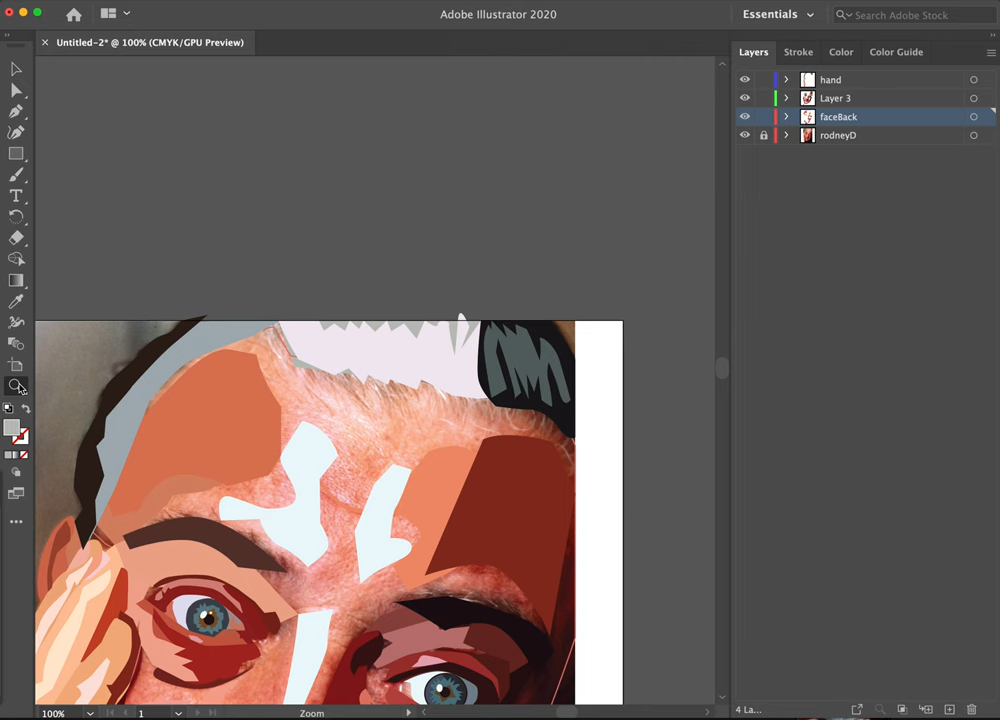 Adobe Illustrator 2020
Essentials
Search Adobe Stock
Untitled-2* @ 100% (CMYK/GPU Preview)
Layers
Stroke
Color
Color Guide
hand
Layer 3
faceBack
rodneyD
100%
1
Zoom
4 La...